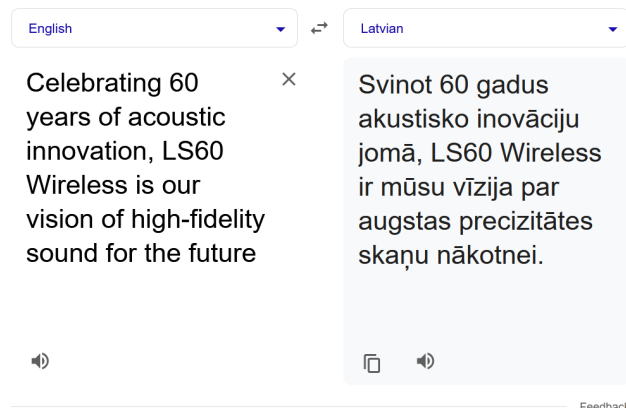 English
Latvian
Celebrating 60
years of acoustic
innovation, LS60
Wireless is our
vision of high-fidelity
sound for the future
Svinot 60 gadus
akustisko inovāciju
jomā, LS60 Wireless
ir mūsu vīzija par
augstas precizitātes
skaņu nākotnei.
Feedback